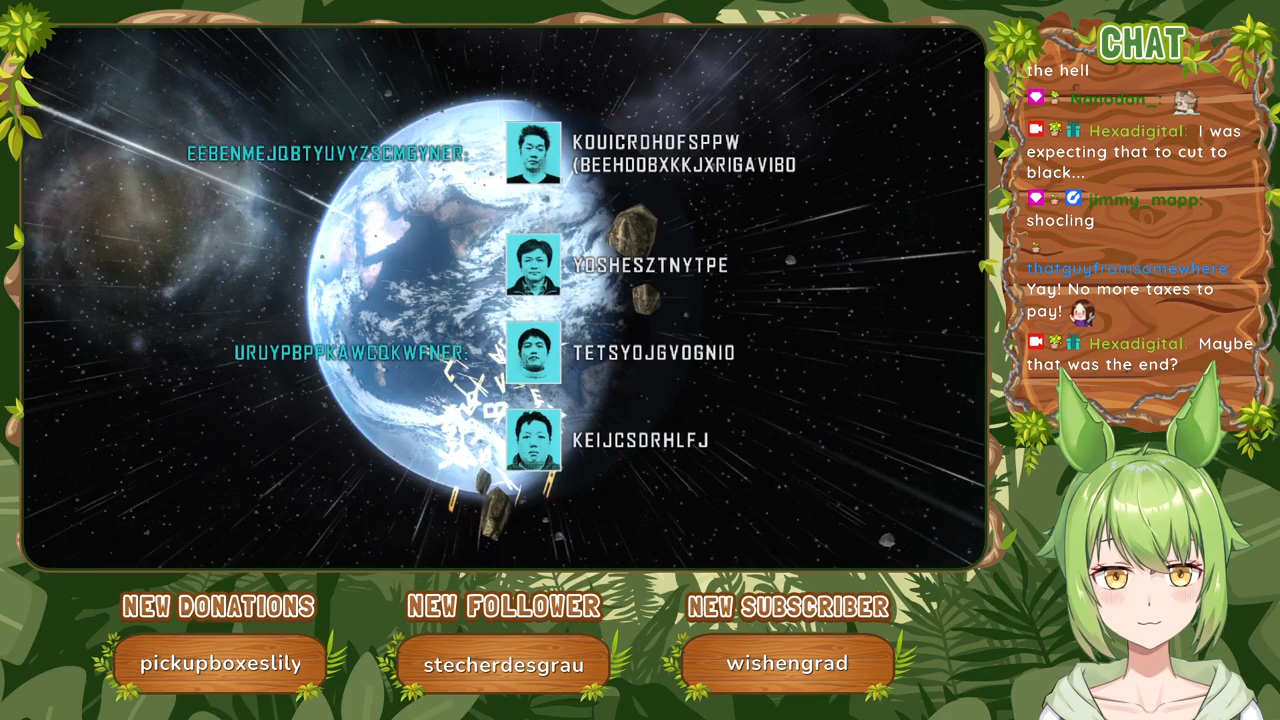 EEBENMEJQBTYUVYZSCMGYNER:
KOUICRDHOFSPPW
(BEEHDOBXKKJXRIGAVIBO
YOSHESZTNYTPE
URUYPBPPKAWCQKWFNER:
TETSYOJGVOGNIO
KEIJCSDRHLFJ
CHAT
the hell
Nanodan_:
Hexadigital: I was
expecting that to cut to
black...
jimmy_mapp:
shocling
thatguyfromsomewhere
Yay! No more taxes to
pay!
Hexadigital: Maybe
that was the end?
NEW DONATIONS
pickupboxeslily
NEW FOLLOWER
stecherdesgrau
NEW SUBSCRIBER
wishengrad